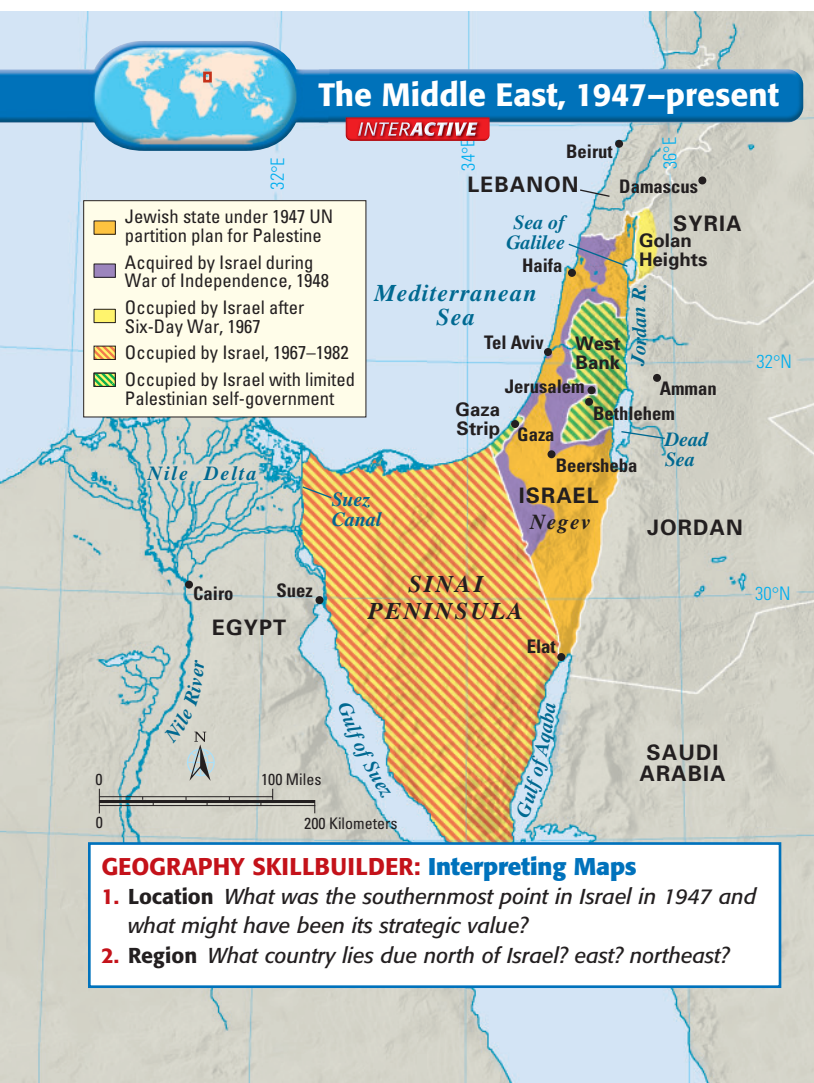 The Middle East, 1947–present
INTERACTIVE
32°E
34°E
36°E
Beirut
LEBANON
Damascus
Jewish state under 1947 UN
partition plan for Palestine
Acquired by Israel during
War of Independence, 1948
Occupied by Israel after
Six-Day War, 1967
Occupied by Israel, 1967–1982
Occupied by Israel with limited
Palestinian self-government
Sea of
Galilee
SYRIA
Golan
Heights
Haifa
Mediterranean
Sea
Jordan R.
Tel Aviv
West
Bank
32°N
Jerusalem
Amman
Gaza
Strip
Bethlehem
Gaza
Dead
Sea
Beersheba
Nile Delta
Suez
Canal
ISRAEL
Negev
JORDAN
Cairo
Suez
SINAI
PENINSULA
30°N
EGYPT
Elat
Nile River
Gulf of Suez
Gulf of Aqaba
N
SAUDI
ARABIA
0
100 Miles
0
200 Kilometers
GEOGRAPHY SKILLBUILDER: Interpreting Maps
1. Location What was the southernmost point in Israel in 1947 and
what might have been its strategic value?
2. Region What country lies due north of Israel? east? northeast?